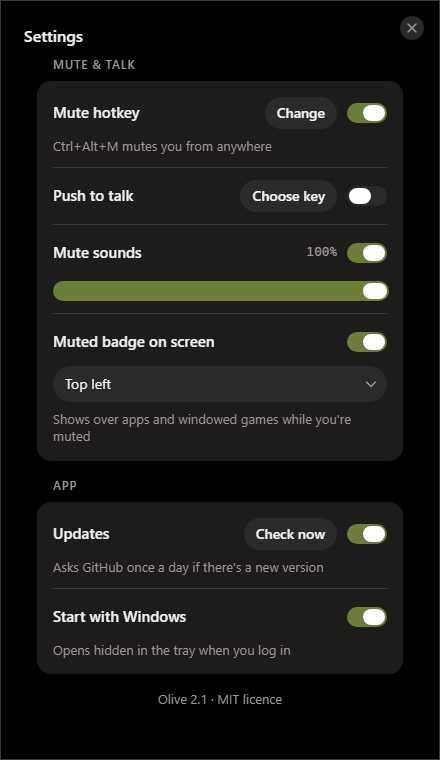 Settings
MUTE & TALK
Mute hotkey
Change
Ctrl+Alt+M mutes you from anywhere
Push to talk
Choose key
Mute sounds
100%
Muted badge on screen
Top left
Shows over apps and windowed games while you're
muted
APP
Updates
Check now
Asks GitHub once a day if there's a new version
Start with Windows
Opens hidden in the tray when you log in
Olive 2.1 · MIT licence